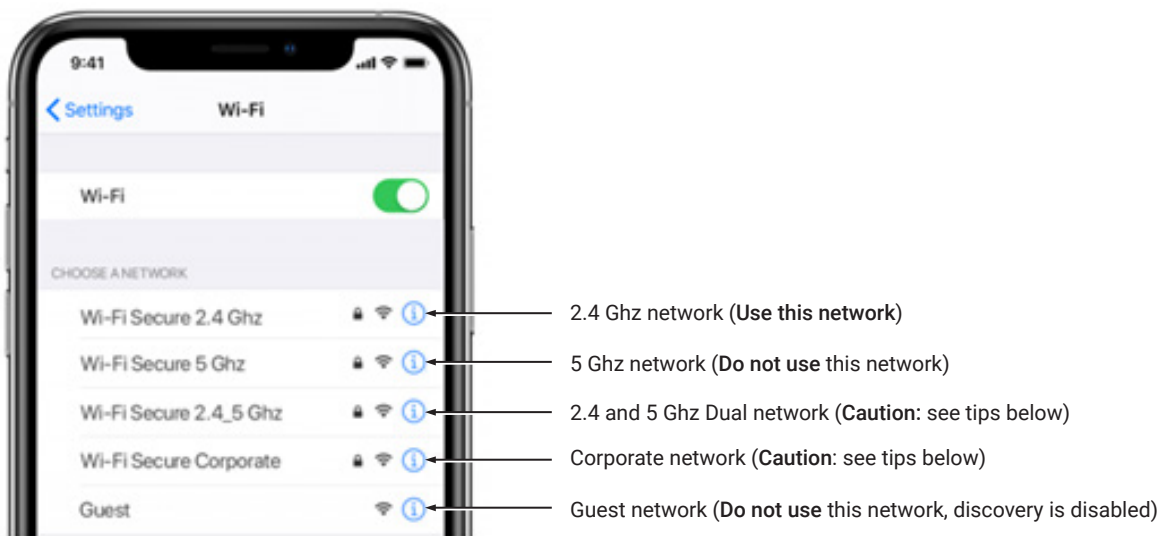 9:41
Settings Wi-Fi
Wi-Fi
CHOOSE A NETWORK
Wi-Fi Secure 2.4 Ghz 2.4 Ghz network (Use this network)
Wi-Fi Secure 5 Ghz 5 Ghz network (Do not use this network)
Wi-Fi Secure 2.4_5 Ghz 2.4 and 5 Ghz Dual network (Caution: see tips below)
Wi-Fi Secure Corporate Corporate network (Caution: see tips below)
Guest Guest network (Do not use this network, discovery is disabled)